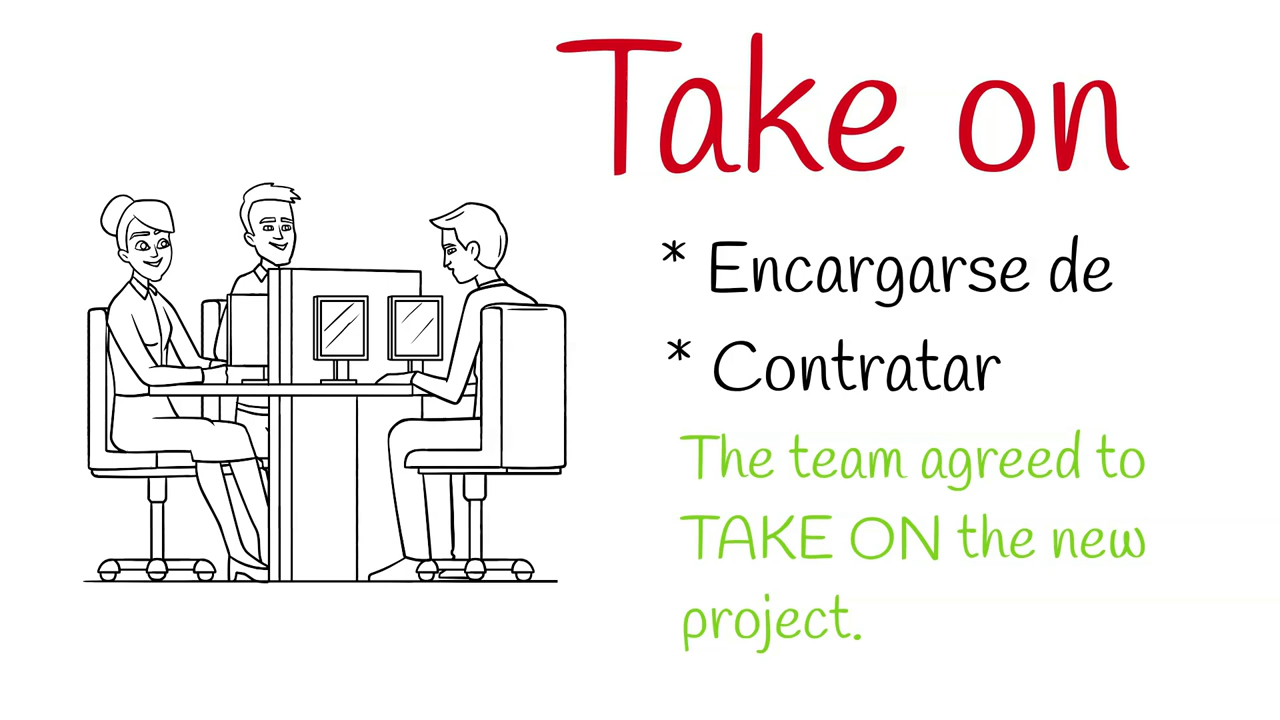 Take on
* Encargarse de
* Contratar
The team agreed to
TAKE ON the new
project.